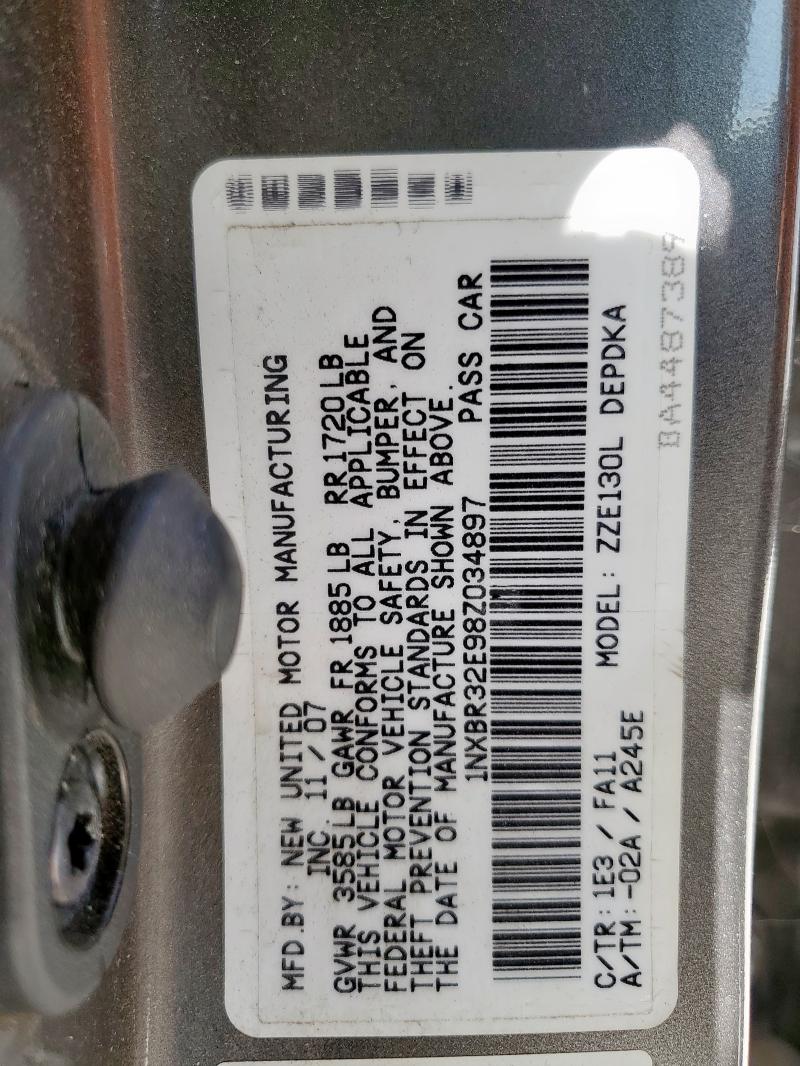 MFD.BY: NEW UNITED MOTOR MANUFACTURING
INC. 11/07
GVWR 3585LB GAWR FR 1885LB RR 1720LB
THIS VEHICLE CONFORMS TO ALL APPLICABLE
FEDERAL MOTOR VEHICLE SAFETY, BUMPER, AND
THEFT PREVENTION STANDARDS IN EFFECT ON
THE DATE OF MANUFACTURE SHOWN ABOVE.
1NXBR32E98Z034897 PASS CAR
C/TR: 1E3 / FA11 MODEL: ZZE130L DEPDKA
A/TM: -02A / A245E
BA4487389